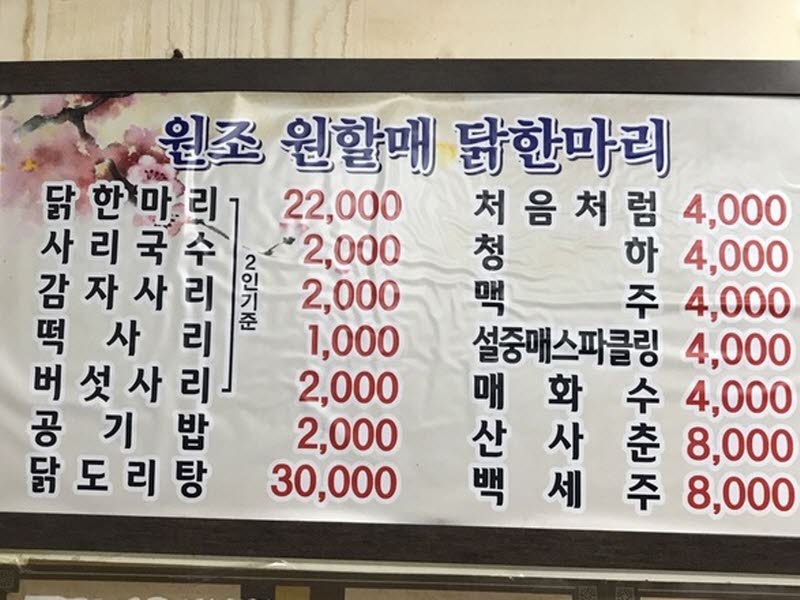 원조 원할매 닭한마리
닭한마리 22,000
사리국수 2,000
감자사리 2,000
떡사리 1,000
버섯사리 2,000
2인기준
공기밥 2,000
닭도리탕 30,000
처음처럼 4,000
청하 4,000
맥주 4,000
설중매스파클링 4,000
매화수 4,000
산사춘 8,000
백세주 8,000